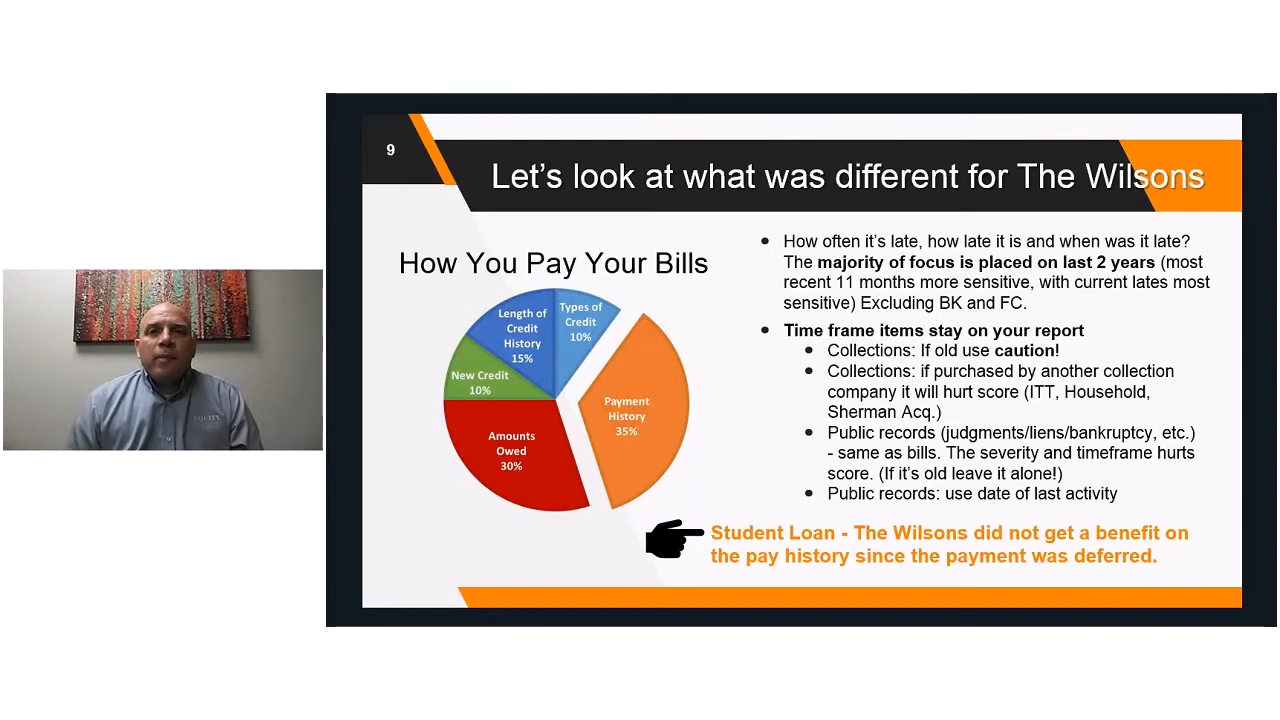 9
Let's look at what was different for The Wilsons
How You Pay Your Bills
Length of
Credit
History
15%
Types of
Credit
10%
New Credit
10%
Payment
History
35%
Amounts
Owed
30%
• How often it's late, how late it is and when was it late?
The majority of focus is placed on last 2 years (most
recent 11 months more sensitive, with current lates most
sensitive) Excluding BK and FC.
• Time frame items stay on your report
• Collections: If old use caution!
• Collections: if purchased by another collection
company it will hurt score (ITT, Household,
Sherman Acq.)
• Public records (judgments/liens/bankruptcy, etc.)
- same as bills. The severity and timeframe hurts
score. (If it's old leave it alone!)
• Public records: use date of last activity
Student Loan - The Wilsons did not get a benefit on
the pay history since the payment was deferred.
EQUITY